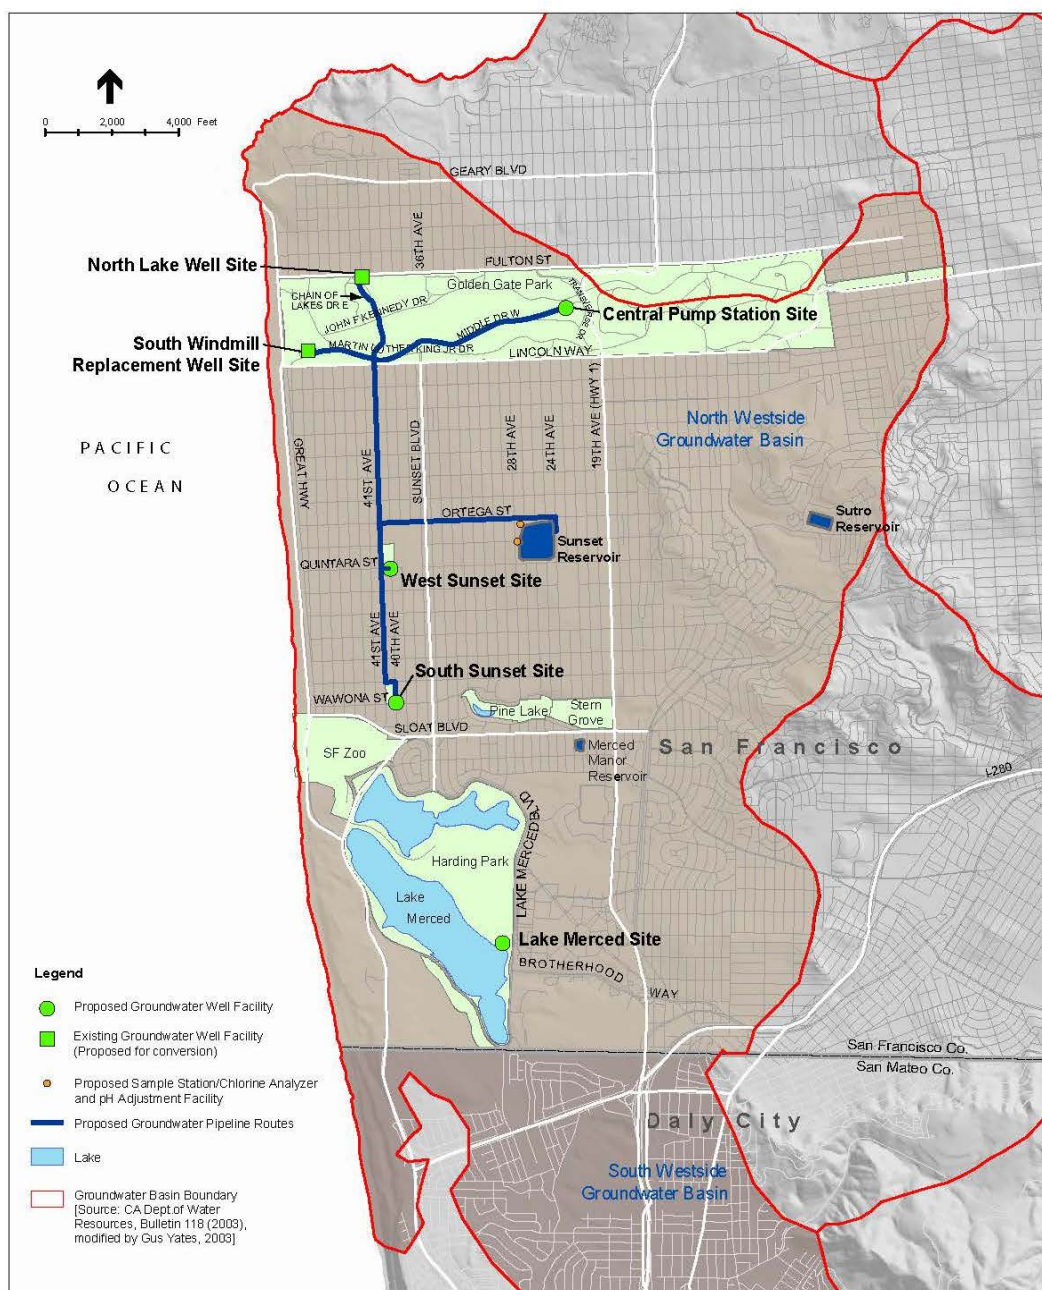 0 2,000 4,000 Feet
GEARY BLVD
36TH AVE
FULTON ST
North Lake Well Site
Golden Gate Park
CHAIN OF
LAKES DR E
JOHN F KENNEDY DR
MIDDLE DR W
TRANSVERSE DR
Central Pump Station Site
South Windmill
Replacement Well Site
MARTIN LUTHER KING JR DR
LINCOLN WAY
PACIFIC
OCEAN
GREAT HWY
41ST AVE
SUNSET BLVD
28TH AVE
24TH AVE
19TH AVE (HWY 1)
North Westside
Groundwater Basin
ORTEGA ST
Sunset
Reservoir
Sutro
Reservoir
QUINTARA ST
West Sunset Site
41ST AVE
40TH AVE
South Sunset Site
WAWONA ST
Pine Lake
Stern
Grove
SLOAT BLVD
SF Zoo
Merced
Manor
Reservoir
San Francisco
I-280
LAKE MERCED BLVD
Harding Park
Lake
Merced
Lake Merced Site
BROTHERHOOD
WAY
San Francisco Co.
San Mateo Co.
Daly City
South Westside
Groundwater Basin
Legend
Proposed Groundwater Well Facility
Existing Groundwater Well Facility
(Proposed for conversion)
Proposed Sample Station/Chlorine Analyzer
and pH Adjustment Facility
Proposed Groundwater Pipeline Routes
Lake
Groundwater Basin Boundary
[Source: CA Dept.of Water
Resources, Bulletin 118 (2003),
modified by Gus Yates, 2003]